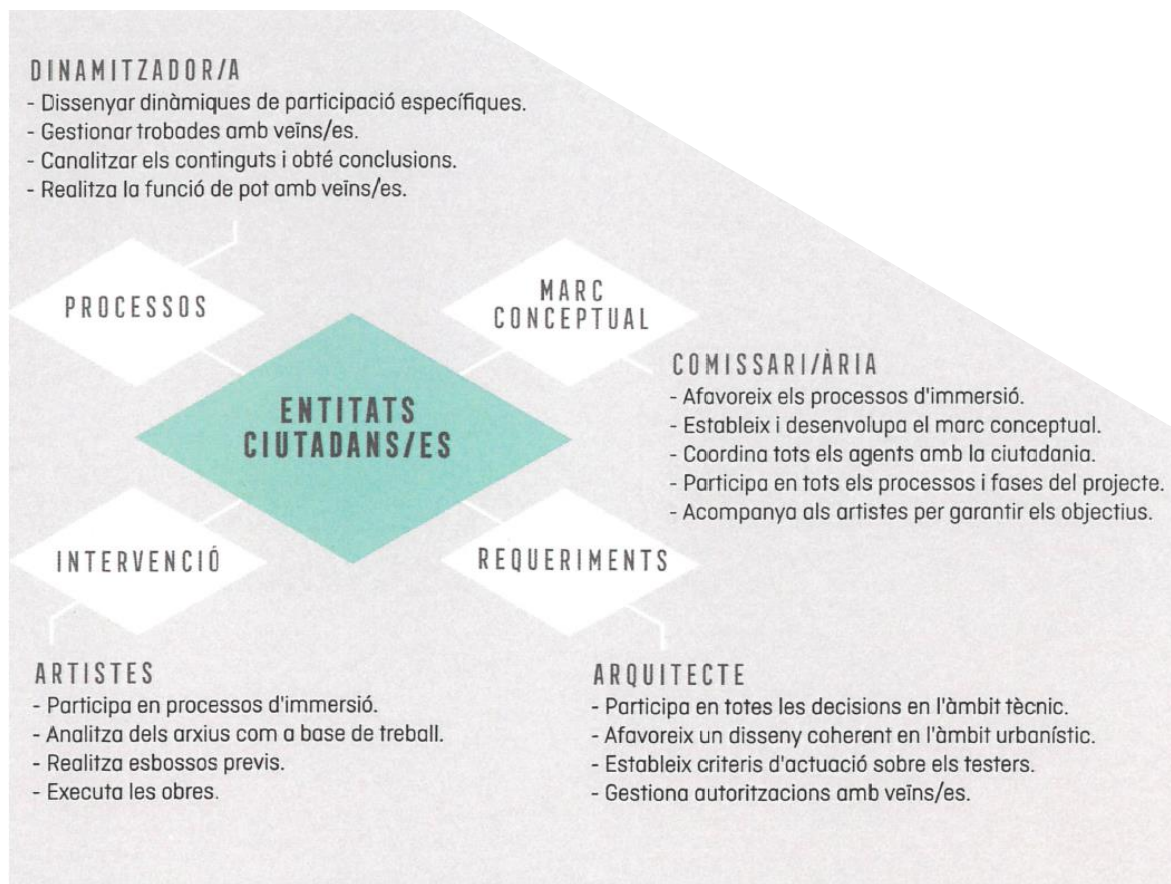 DINAMITZADOR/A
- Dissenyar dinàmiques de participació específiques.
- Gestionar trobades amb veïns/es.
- Canalitzar els continguts i obté conclusions.
- Realitza la funció de pot amb veïns/es.
PROCESSOS
MARC
CONCEPTUAL
ENTITATS
CIUTADANS/ES
COMISSARI/ÀRIA
- Afavoreix els processos d'immersió.
- Estableix i desenvolupa el marc conceptual.
- Coordina tots els agents amb la ciutadania.
- Participa en tots els processos i fases del projecte.
- Acompanya als artistes per garantir els objectius.
INTERVENCIÓ
REQUERIMENTS
ARTISTES
- Participa en processos d'immersió.
- Analitza dels arxius com a base de treball.
- Realitza esbossos previs.
- Executa les obres.
ARQUITECTE
- Participa en totes les decisions en l'àmbit tècnic.
- Afavoreix un disseny coherent en l'àmbit urbanístic.
- Estableix criteris d'actuació sobre els testers.
- Gestiona autoritzacions amb veïns/es.